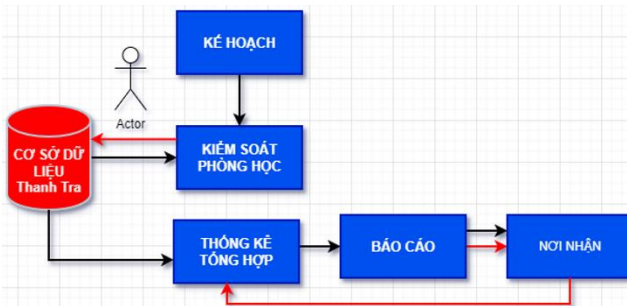 KẾ HOẠCH
Actor
CƠ SỞ DỮ
LIỆU
Thanh Tra
KIỂM SOÁT
PHÒNG HỌC
THỐNG KÊ
TỔNG HỢP
BÁO CÁO
NƠI NHẬN